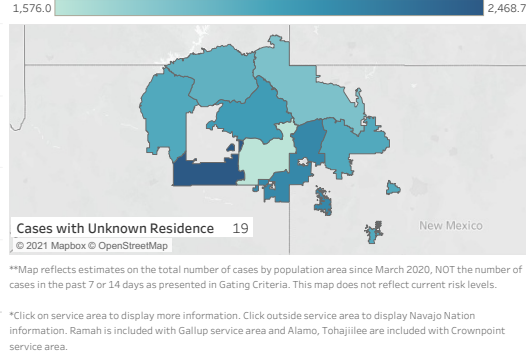 1,576.0 2,468.7
New Mexico
Cases with Unknown Residence 19
© 2021 Mapbox © OpenStreetMap
**Map reflects estimates on the total number of cases by population area since March 2020, NOT the number of
cases in the past 7 or 14 days as presented in Gating Criteria. This map does not reflect current risk levels.
*Click on service area to display more information. Click outside service area to display Navajo Nation
information. Ramah is included with Gallup service area and Alamo, Tohajiilee are included with Crownpoint
service area.